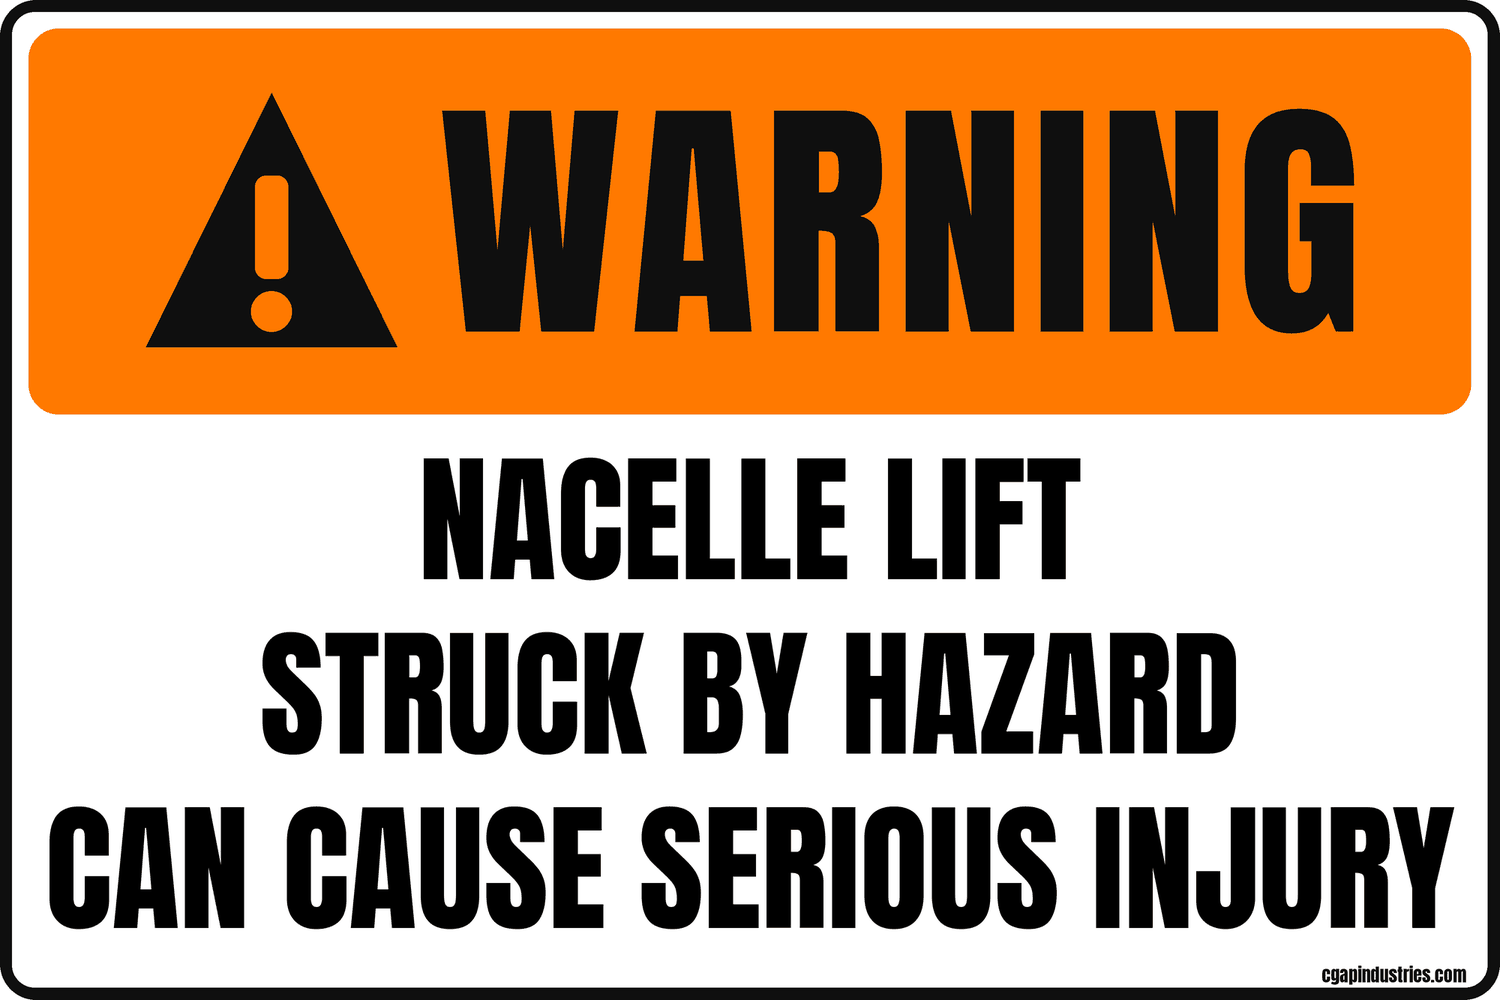 WARNING
NACELLE LIFT
STRUCK BY HAZARD
CAN CAUSE SERIOUS INJURY
cgapindustries.com